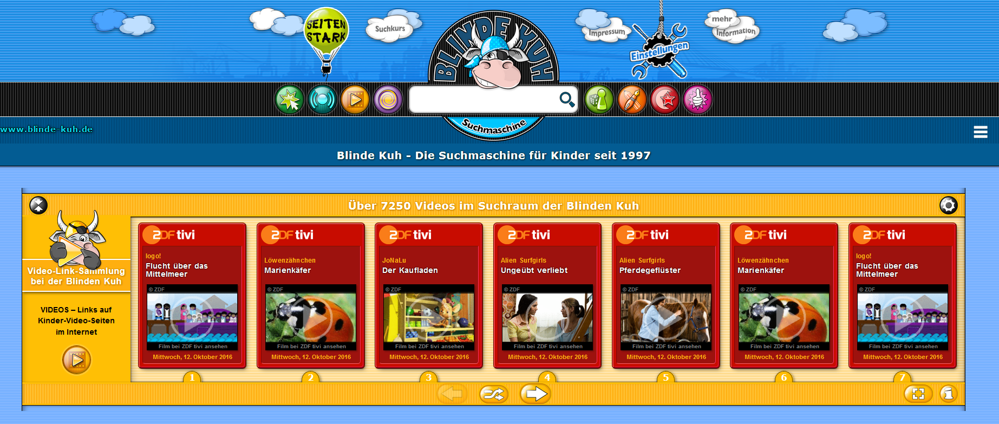 SEITEN
STARK
Suchkurs
BLINDE KUH
Impressum
Einstellungen
mehr
Information
Suchmaschine
www.blinde-kuh.de
Blinde Kuh - Die Suchmaschine für Kinder seit 1997
Über 7250 Videos im Suchraum der Blinden Kuh
Video-Link-Sammlung
bei der Blinden Kuh
VIDEOS – Links auf
Kinder-Video-Seiten
im Internet
ZDF tivi
logo!
Flucht über das
Mittelmeer
© ZDF
Film bei ZDF tivi ansehen
Mittwoch, 12. Oktober 2016
1
ZDF tivi
Löwenzähnchen
Marienkäfer
© ZDF
Film bei ZDF tivi ansehen
Mittwoch, 12. Oktober 2016
2
ZDF tivi
JoNaLu
Der Kaufladen
© ZDF
Film bei ZDF tivi ansehen
Mittwoch, 12. Oktober 2016
3
ZDF tivi
Alien Surfgirls
Ungeübt verliebt
© ZDF
Film bei ZDF tivi ansehen
Mittwoch, 12. Oktober 2016
4
ZDF tivi
Alien Surfgirls
Pferdegeflüster
© ZDF
Film bei ZDF tivi ansehen
Mittwoch, 12. Oktober 2016
5
ZDF tivi
Löwenzähnchen
Marienkäfer
© ZDF
Film bei ZDF tivi ansehen
Mittwoch, 12. Oktober 2016
6
ZDF tivi
logo!
Flucht über das
Mittelmeer
© ZDF
Film bei ZDF tivi ansehen
Mittwoch, 12. Oktober 2016
7